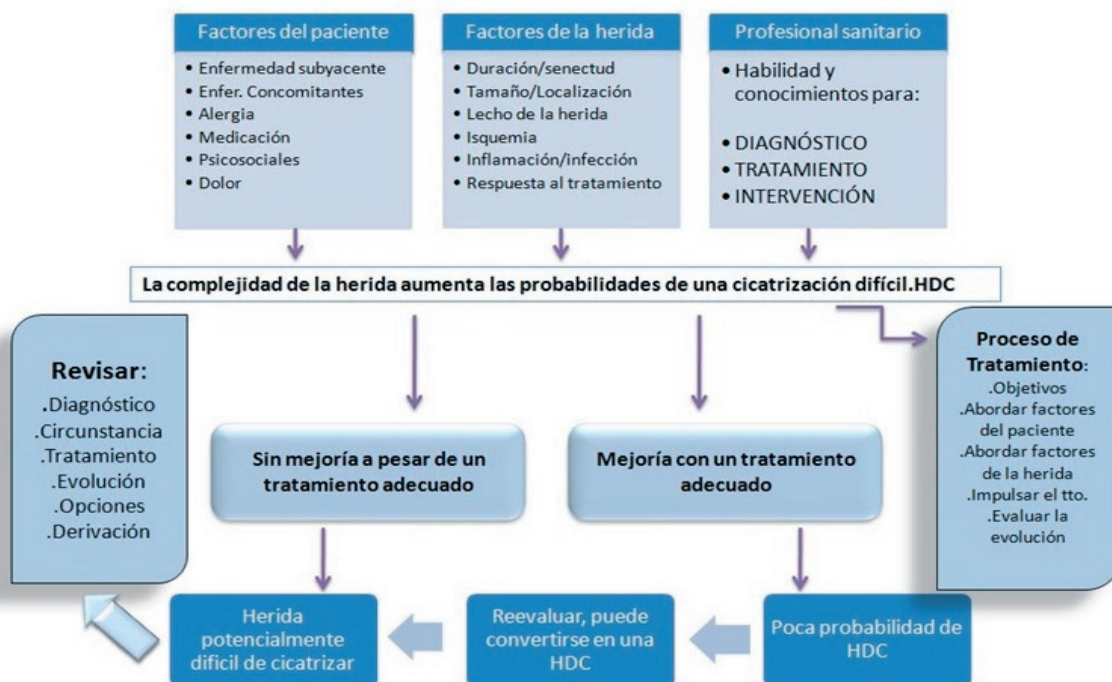 Factores del paciente
• Enfermedad subyacente
• Enfer. Concomitantes
• Alergia
• Medicación
• Psicosociales
• Dolor
Factores de la herida
• Duración/senectud
• Tamaño/Localización
• Lecho de la herida
• Isquemia
• Inflamación/infección
• Respuesta al tratamiento
Profesional sanitario
• Habilidad y
conocimientos para:
• DIAGNÓSTICO
• TRATAMIENTO
• INTERVENCIÓN
La complejidad de la herida aumenta las probabilidades de una cicatrización difícil.HDC
Revisar:
.Diagnóstico
.Circunstancia
.Tratamiento
.Evolución
.Opciones
.Derivación
Sin mejoría a pesar de un
tratamiento adecuado
Mejoría con un tratamiento
adecuado
Proceso de
Tratamiento:
.Objetivos
.Abordar factores
del paciente
.Abordar factores
de la herida
.Impulsar el tto.
.Evaluar la
evolución
Herida
potencialmente
dificil de cicatrizar
Reevaluar, puede
convertirse en una
HDC
Poca probabilidad de
HDC